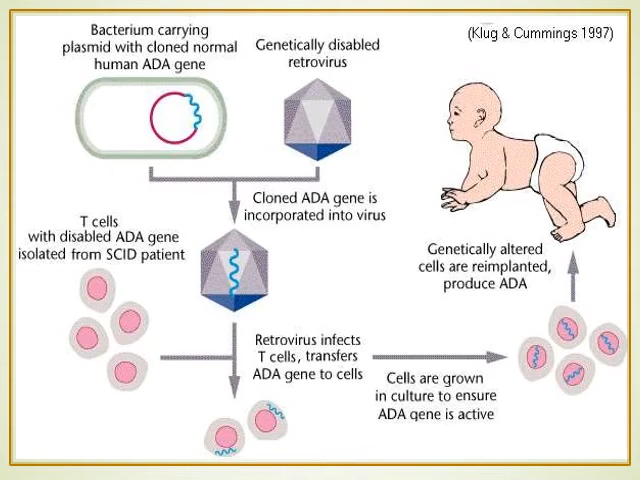 Bacterium carrying
plasmid with cloned normal
human ADA gene
Genetically disabled
retrovirus
(Klug & Cummings 1997)
Cloned ADA gene is
incorporated into virus
T cells
with disabled ADA gene
isolated from SCID patient
Genetically altered
cells are reimplanted,
produce ADA
Retrovirus infects
T cells, transfers
ADA gene to cells
Cells are grown
in culture to ensure
ADA gene is active